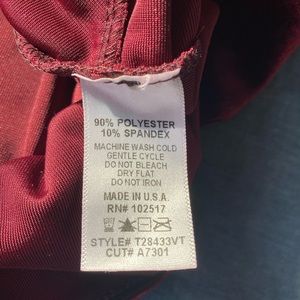 90% POLYESTER
10% SPANDEX
MACHINE WASH COLD
GENTLE CYCLE
DO NOT BLEACH
DRY FLAT
DO NOT IRON
MADE IN U.S.A.
RN# 102517
STYLE# T28433VT
CUT# A7301